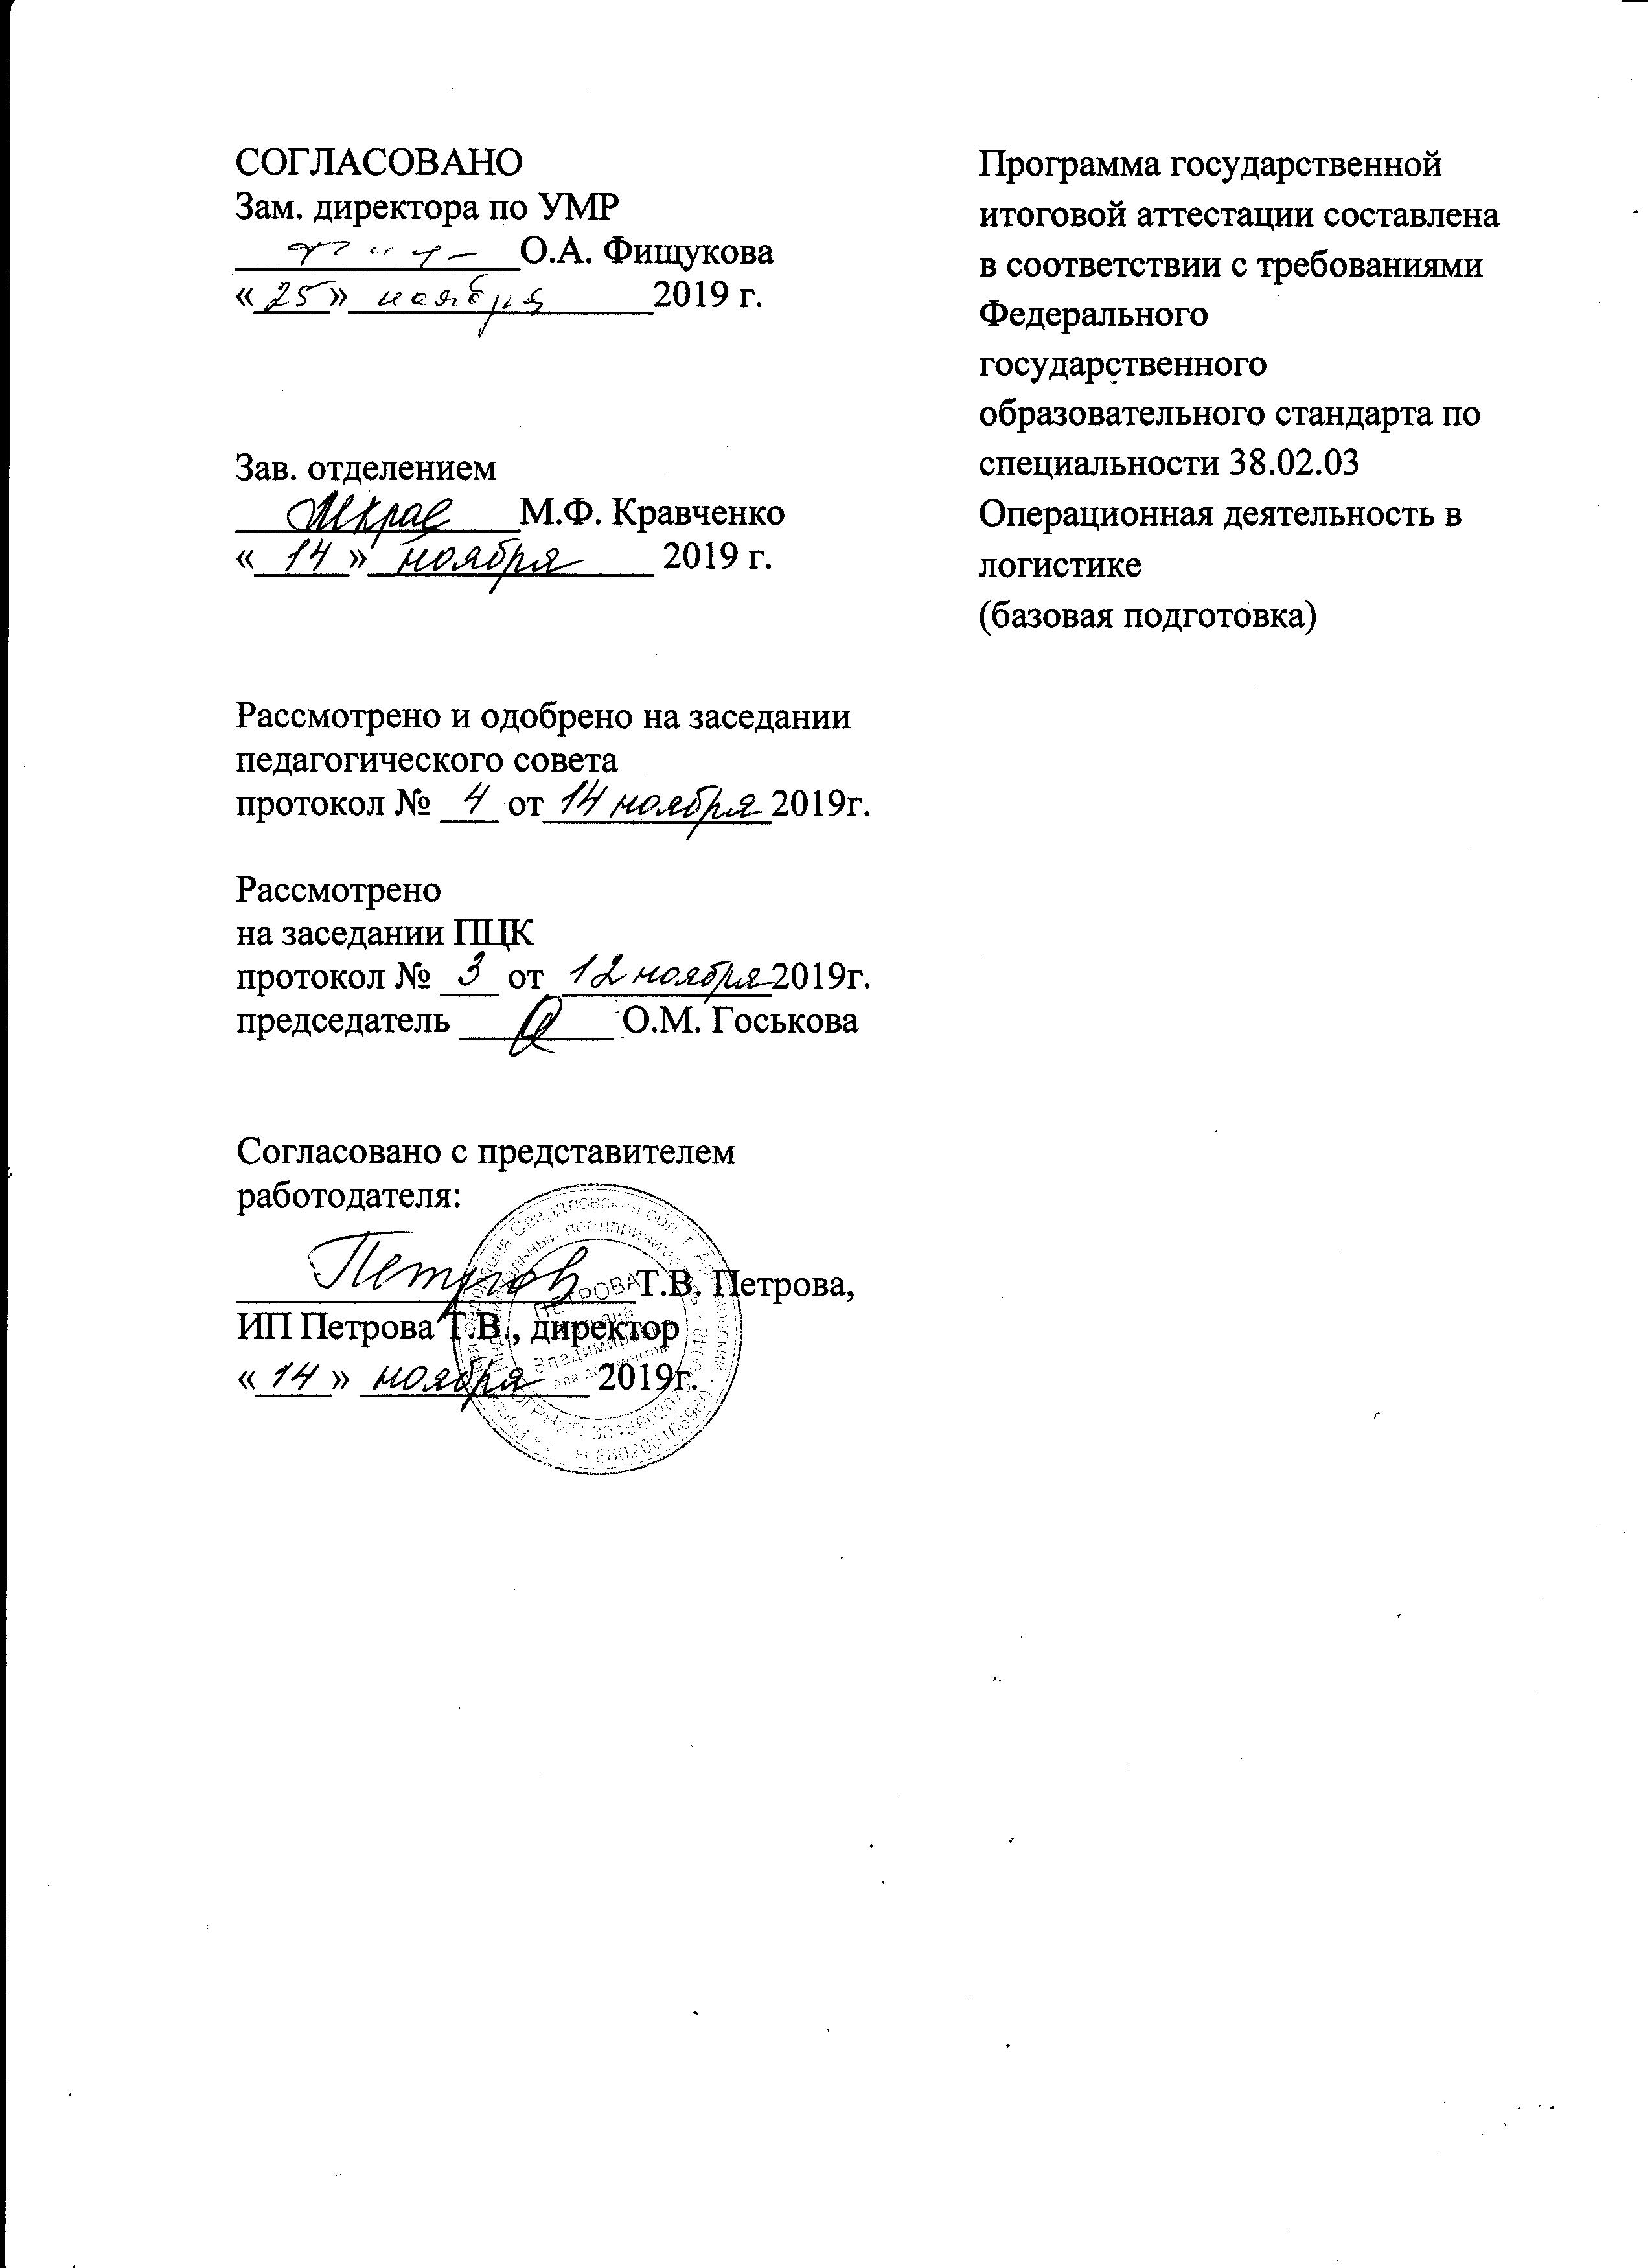 СОГЛАСОВАНО
Зам. директора по УМР
О.А. Фищукова
«25» ноября 2019 г.
Зав. отделением
М.Ф. Кравченко
«14» ноября 2019 г.
Рассмотрено и одобрено на заседании
педагогического совета
протокол № 4 от 14 ноября 2019г.
Рассмотрено
на заседании ПЦК
протокол № 3 от 12 ноября 2019г.
председатель О.М. Госькова
Согласовано с представителем
работодателя:
Т.В. Петрова,
ИП Петрова Т.В., директор
«14» ноября 2019г.
ПЕТРОВА
Владимировна
Программа государственной
итоговой аттестации составлена
в соответствии с требованиями
Федерального
государственного
образовательного стандарта по
специальности 38.02.03
Операционная деятельность в
логистике
(базовая подготовка)